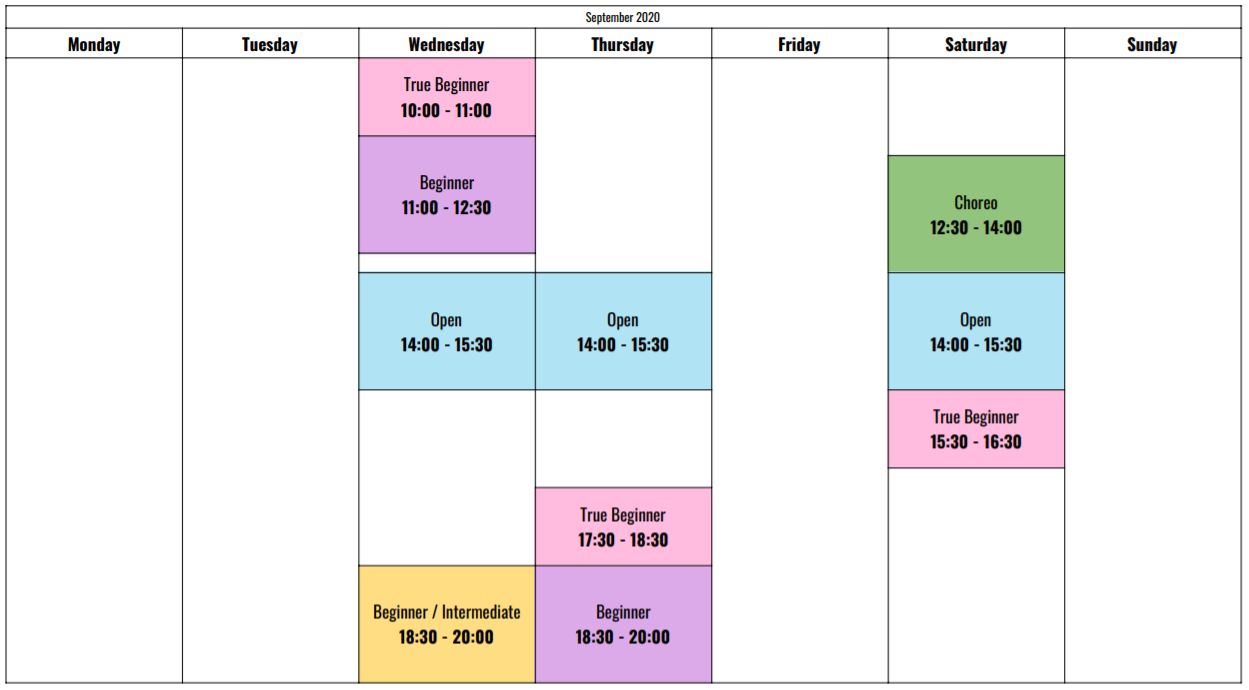 September 2020
Monday
Tuesday
Wednesday
Thursday
Friday
Saturday
Sunday
True Beginner
10:00 - 11:00
Beginner
11:00 - 12:30
Choreo
12:30 - 14:00
Open
14:00 - 15:30
Open
14:00 - 15:30
Open
14:00 - 15:30
True Beginner
15:30 - 16:30
True Beginner
17:30 - 18:30
Beginner / Intermediate
18:30 - 20:00
Beginner
18:30 - 20:00